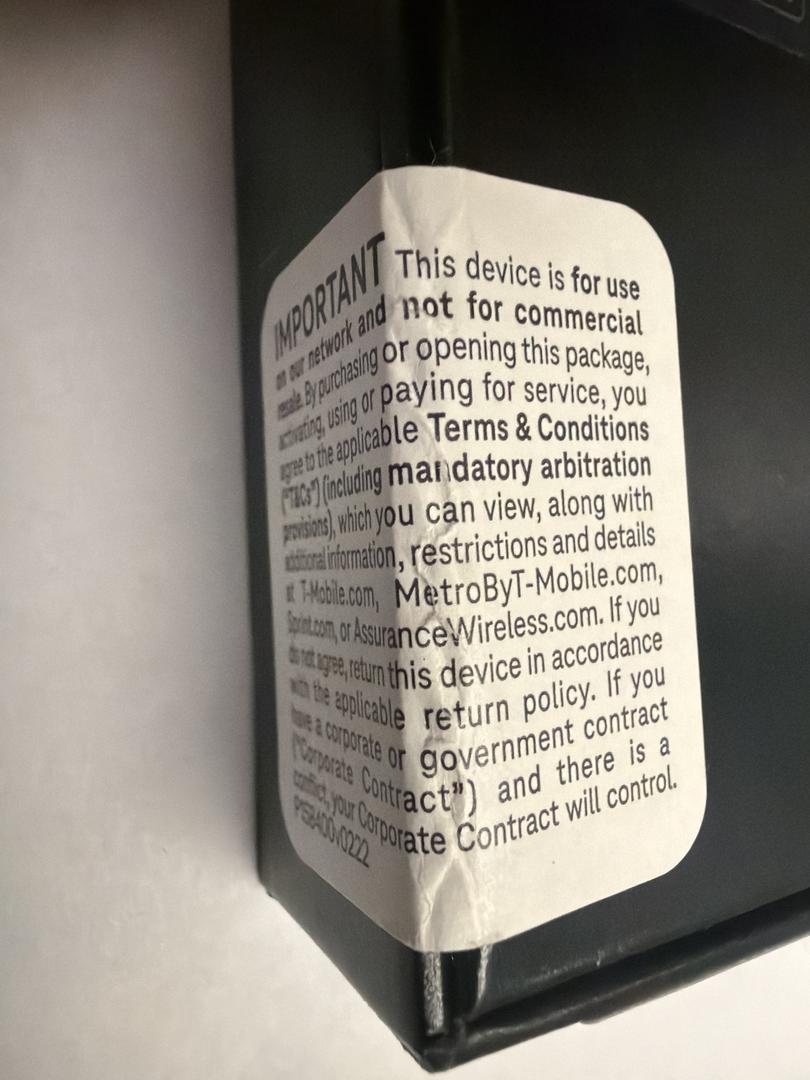 IMPORTANT This device is for use
on our network and not for commercial
resale. By purchasing or opening this package,
activating, using or paying for service, you
agree to the applicable Terms & Conditions
("T&Cs") (including mandatory arbitration
provisions), which you can view, along with
additional information, restrictions and details
at T-Mobile.com, MetroByT-Mobile.com,
Sprint.com, or AssuranceWireless.com. If you
do not agree, return this device in accordance
with the applicable return policy. If you
have a corporate or government contract
("Corporate Contract") and there is a
conflict, your Corporate Contract will control.
P158400v0222